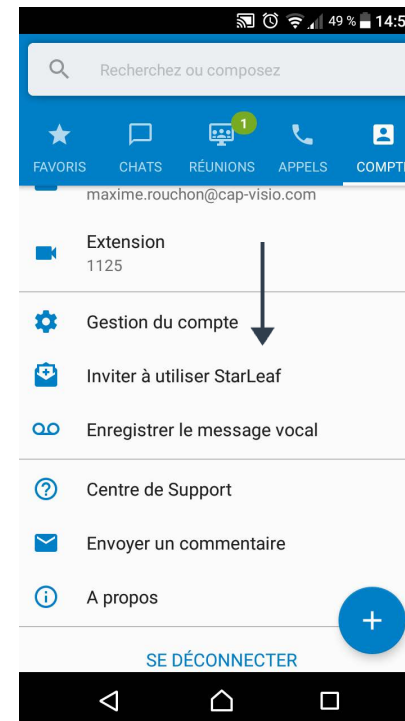 49 % 14:5
Recherchez ou composez
1
FAVORIS CHATS RÉUNIONS APPELS COMPTE
maxime.rouchon@cap-visio.com
Extension
1125
Gestion du compte
Inviter à utiliser StarLeaf
Enregistrer le message vocal
Centre de Support
Envoyer un commentaire
A propos
SE DÉCONNECTER